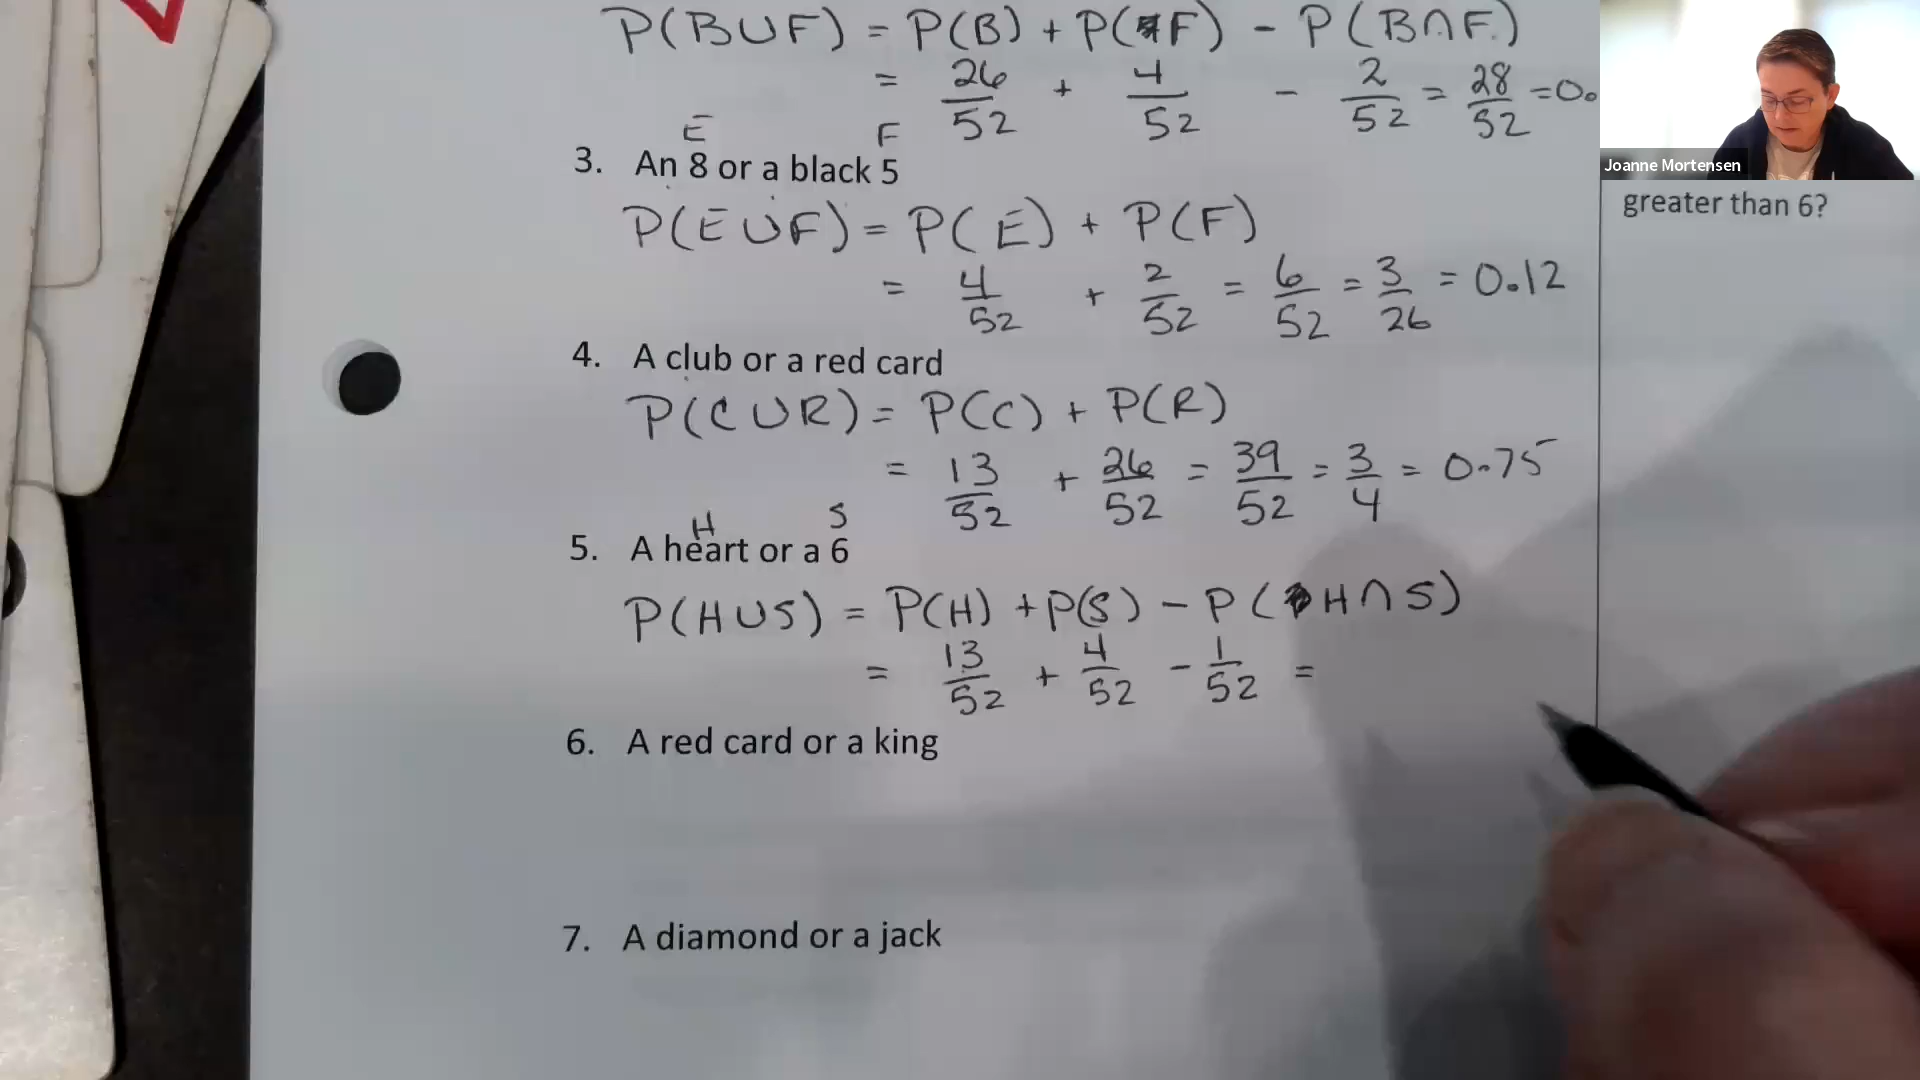 P(B∪F) = P(B) + P(F) - P(B∩F)
= 26/52 + 4/52 - 2/52 = 28/52 = 0.
Joanne Mortensen
E F
3. An 8 or a black 5
greater than 6?
P(E∪F) = P(E) + P(F)
= 4/52 + 2/52 = 6/52 = 3/26 = 0.12
4. A club or a red card
P(C∪R) = P(C) + P(R)
= 13/52 + 26/52 = 39/52 = 3/4 = 0.75
H S
5. A heart or a 6
P(H∪S) = P(H) + P(S) - P(H∩S)
= 13/52 + 4/52 - 1/52 =
6. A red card or a king
7. A diamond or a jack